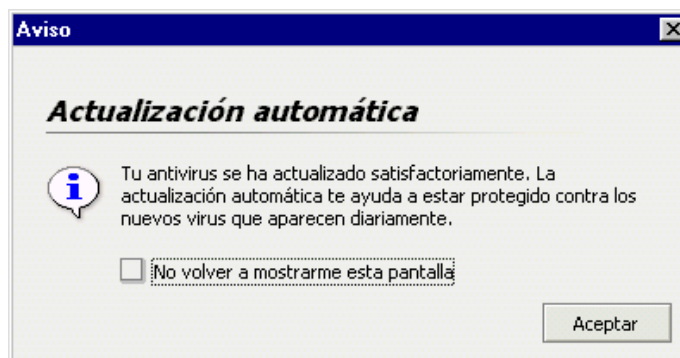 Aviso
Actualización automática
Tu antivirus se ha actualizado satisfactoriamente. La
actualización automática te ayuda a estar protegido contra los
nuevos virus que aparecen diariamente.
No volver a mostrarme esta pantalla
Aceptar